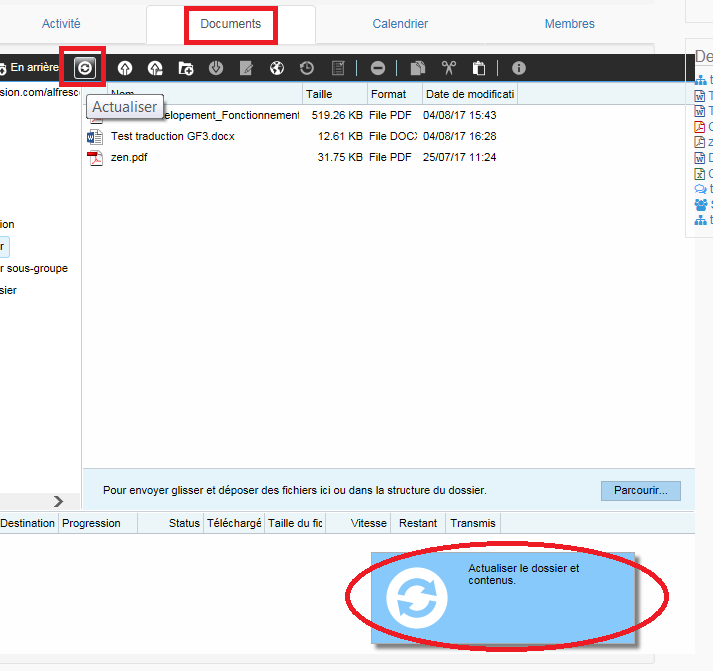 Activité
Documents
Calendrier
Membres
En arrière
Actualiser
sion.com/alfresc
Nom
Taille
Format
Date de modificati
elopement_Fonctionnement
519.26 KB
File PDF
04/08/17 15:43
Test traduction GF3.docx
12.61 KB
File DOC
04/08/17 16:28
zen.pdf
31.75 KB
File PDF
25/07/17 11:24
ion
r
r sous-groupe
sier
De
Pour envoyer glisser et déposer des fichiers ici ou dans la structure du dossier.
Parcourir...
Destination
Progression
Status
Téléchargé
Taille du fic
Vitesse
Restant
Transmis
Actualiser le dossier et
contenus.